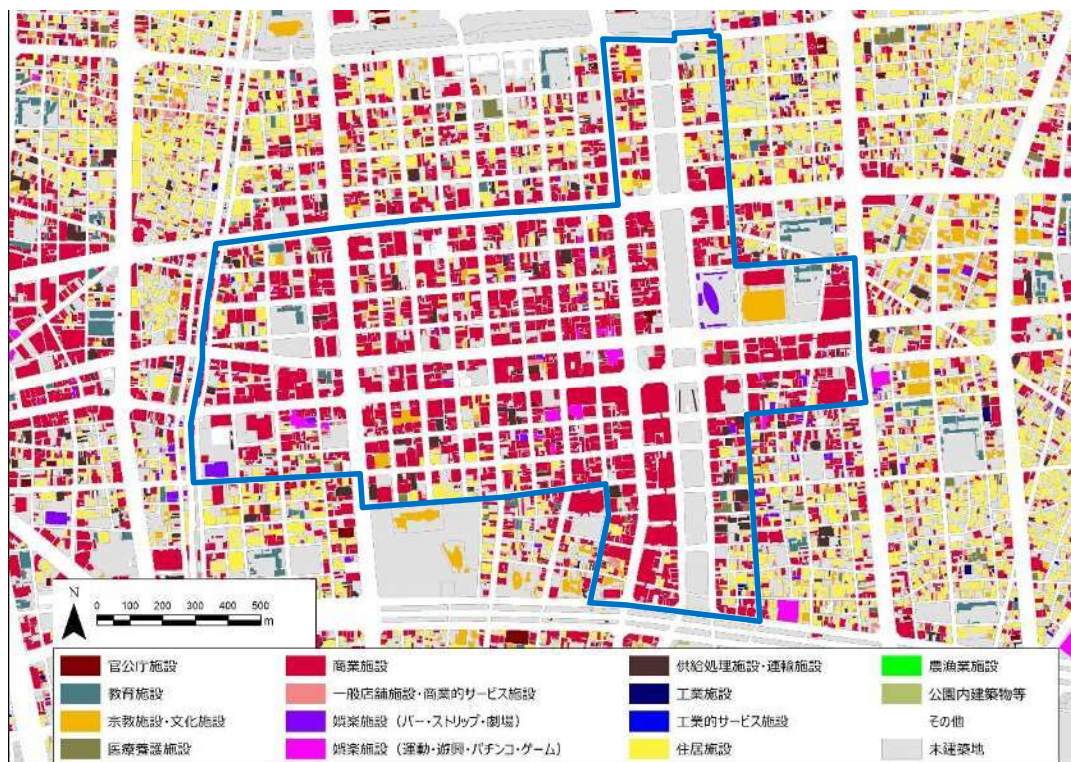 N
0 100 200 300 400 500
m
官公庁施設
教育施設
宗教施設・文化施設
医療養護施設
商業施設
一般店舗施設・商業的サービス施設
娯楽施設（バー・ストリップ・劇場）
娯楽施設（運動・遊興・パチンコ・ゲーム）
供給処理施設・運輸施設
工業施設
工業的サービス施設
住居施設
農漁業施設
公園内建築物等
その他
未建築地